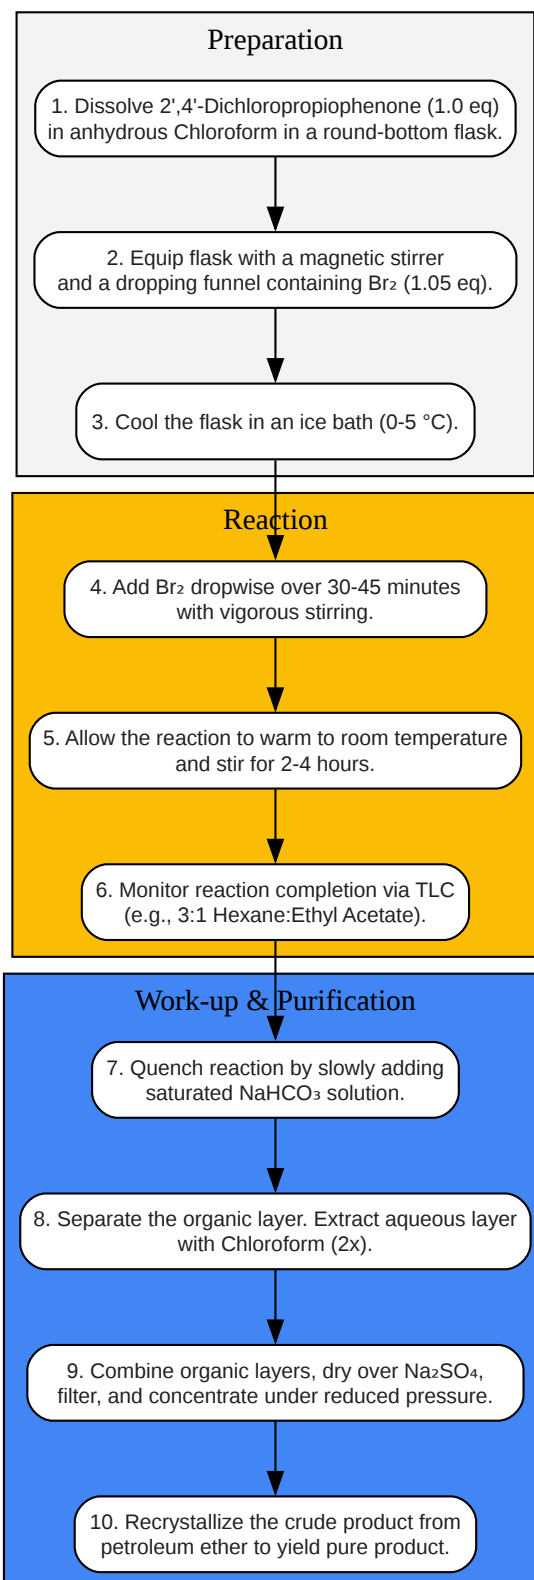 Preparation
1. Dissolve 2',4'-Dichloropropiophenone (1.0 eq)
in anhydrous Chloroform in a round-bottom flask.
2. Equip flask with a magnetic stirrer
and a dropping funnel containing Br₂ (1.05 eq).
3. Cool the flask in an ice bath (0-5 °C).
Reaction
4. Add Br₂ dropwise over 30-45 minutes
with vigorous stirring.
5. Allow the reaction to warm to room temperature
and stir for 2-4 hours.
6. Monitor reaction completion via TLC
(e.g., 3:1 Hexane:Ethyl Acetate).
Work-up & Purification
7. Quench reaction by slowly adding
saturated NaHCO₃ solution.
8. Separate the organic layer. Extract aqueous layer
with Chloroform (2x).
9. Combine organic layers, dry over Na₂SO₄,
filter, and concentrate under reduced pressure.
10. Recrystallize the crude product from
petroleum ether to yield pure product.